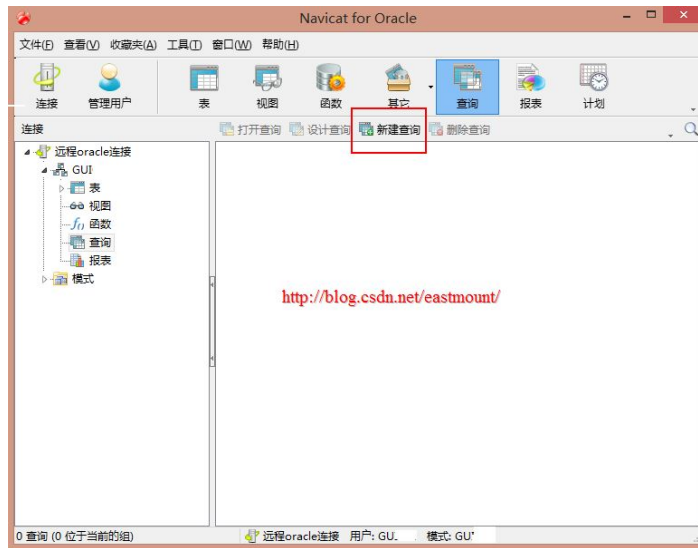 Navicat for Oracle
文件(F) 查看(V) 收藏夹(A) 工具(T) 窗口(W) 帮助(H)
连接 管理用户 表 视图 函数 其它 查询 报表 计划
连接 打开查询 设计查询 新建查询 删除查询
远程oracle连接
GUI
表
视图
f() 函数
查询
报表
模式
http://blog.csdn.net/eastmount/
0 查询 (0 位于当前的组) 远程oracle连接 用户: GU 模式: GU